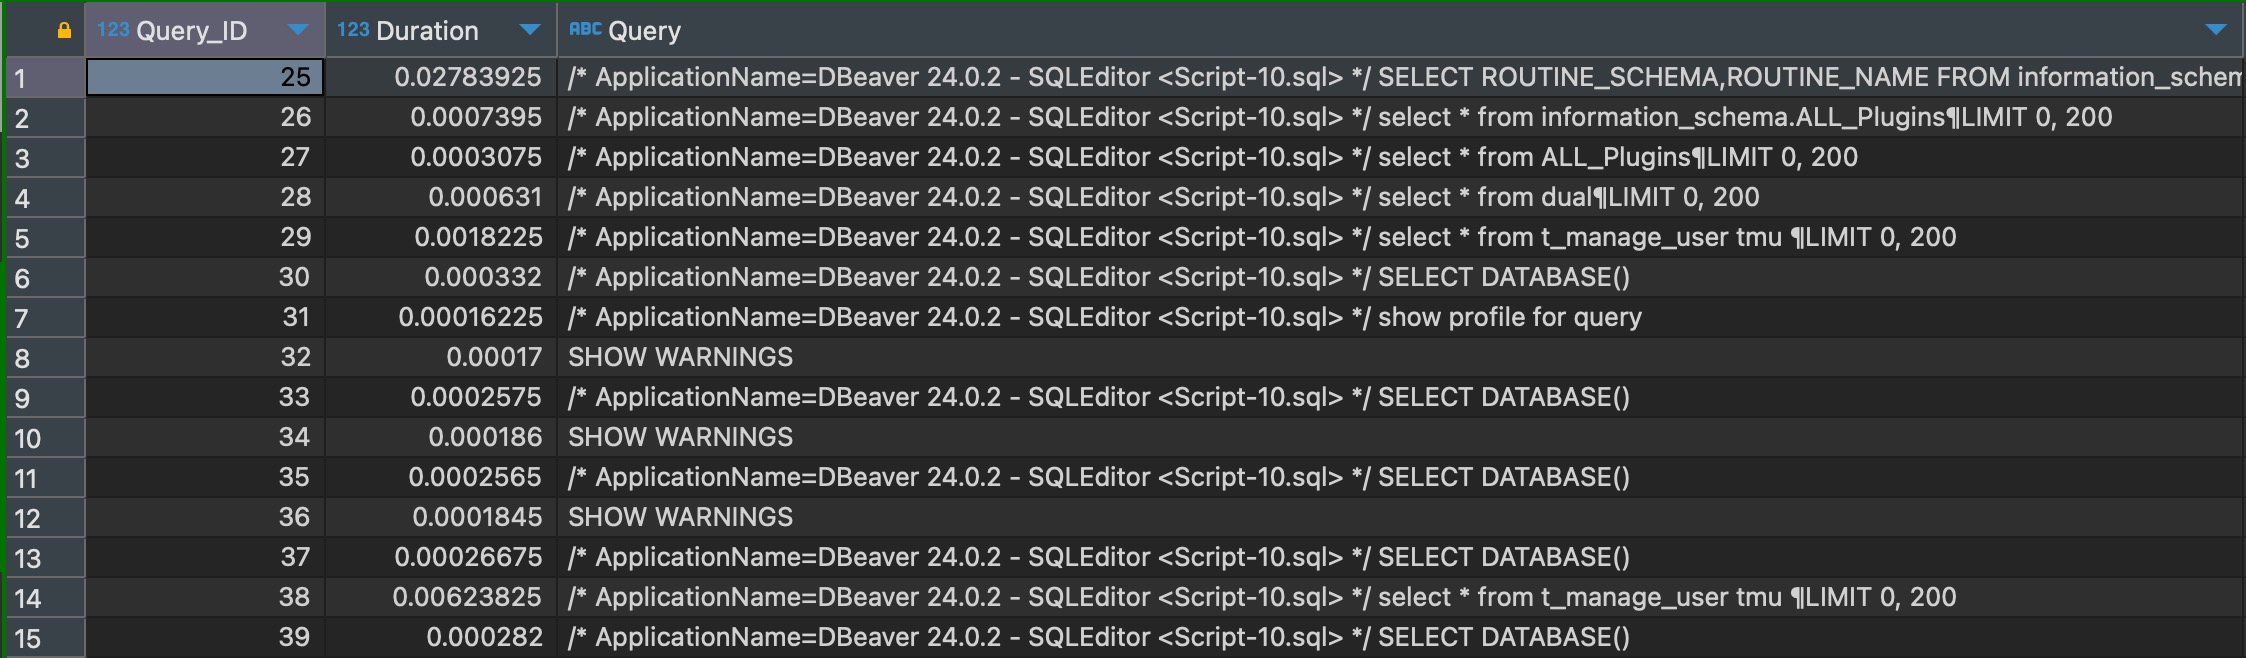 123 Query_ID 123 Duration ABC Query
1 25 0.02783925 /* ApplicationName=DBeaver 24.0.2 - SQLEditor <Script-10.sql> */ SELECT ROUTINE_SCHEMA,ROUTINE_NAME FROM information_schem
2 26 0.0007395 /* ApplicationName=DBeaver 24.0.2 - SQLEditor <Script-10.sql> */ select * from information_schema.ALL_Plugins¶LIMIT 0, 200
3 27 0.0003075 /* ApplicationName=DBeaver 24.0.2 - SQLEditor <Script-10.sql> */ select * from ALL_Plugins¶LIMIT 0, 200
4 28 0.000631 /* ApplicationName=DBeaver 24.0.2 - SQLEditor <Script-10.sql> */ select * from dual¶LIMIT 0, 200
5 29 0.0018225 /* ApplicationName=DBeaver 24.0.2 - SQLEditor <Script-10.sql> */ select * from t_manage_user tmu ¶LIMIT 0, 200
6 30 0.000332 /* ApplicationName=DBeaver 24.0.2 - SQLEditor <Script-10.sql> */ SELECT DATABASE()
7 31 0.00016225 /* ApplicationName=DBeaver 24.0.2 - SQLEditor <Script-10.sql> */ show profile for query
8 32 0.00017 SHOW WARNINGS
9 33 0.0002575 /* ApplicationName=DBeaver 24.0.2 - SQLEditor <Script-10.sql> */ SELECT DATABASE()
10 34 0.000186 SHOW WARNINGS
11 35 0.0002565 /* ApplicationName=DBeaver 24.0.2 - SQLEditor <Script-10.sql> */ SELECT DATABASE()
12 36 0.0001845 SHOW WARNINGS
13 37 0.00026675 /* ApplicationName=DBeaver 24.0.2 - SQLEditor <Script-10.sql> */ SELECT DATABASE()
14 38 0.00623825 /* ApplicationName=DBeaver 24.0.2 - SQLEditor <Script-10.sql> */ select * from t_manage_user tmu ¶LIMIT 0, 200
15 39 0.000282 /* ApplicationName=DBeaver 24.0.2 - SQLEditor <Script-10.sql> */ SELECT DATABASE()